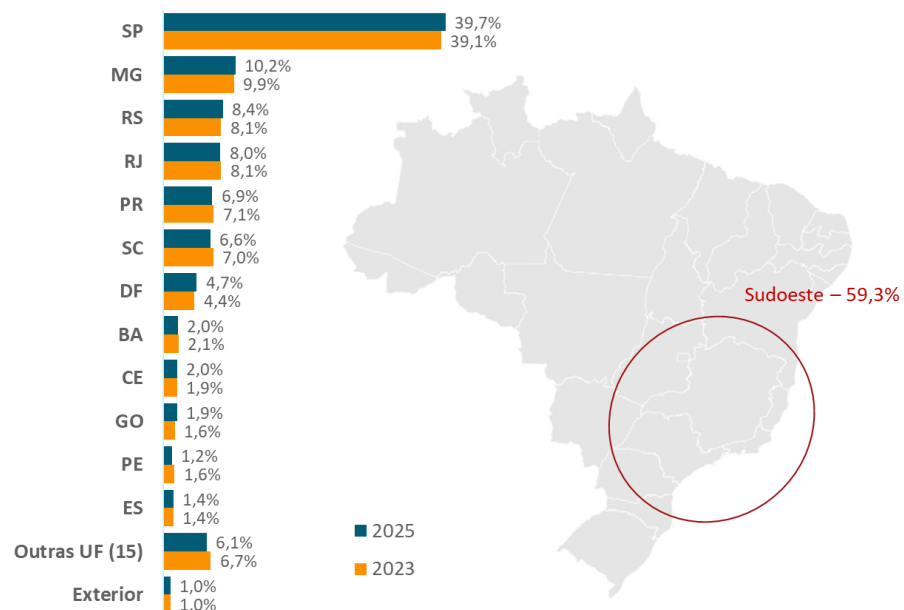 SP
39,7%
39,1%
MG
10,2%
9,9%
RS
8,4%
8,1%
RJ
8,0%
8,1%
PR
6,9%
7,1%
SC
6,6%
7,0%
DF
4,7%
4,4%
BA
2,0%
2,1%
CE
2,0%
1,9%
GO
1,9%
1,6%
PE
1,2%
1,6%
ES
1,4%
1,4%
Outras UF (15)
6,1%
6,7%
Exterior
1,0%
1,0%
2025
2023
Sudoeste – 59,3%